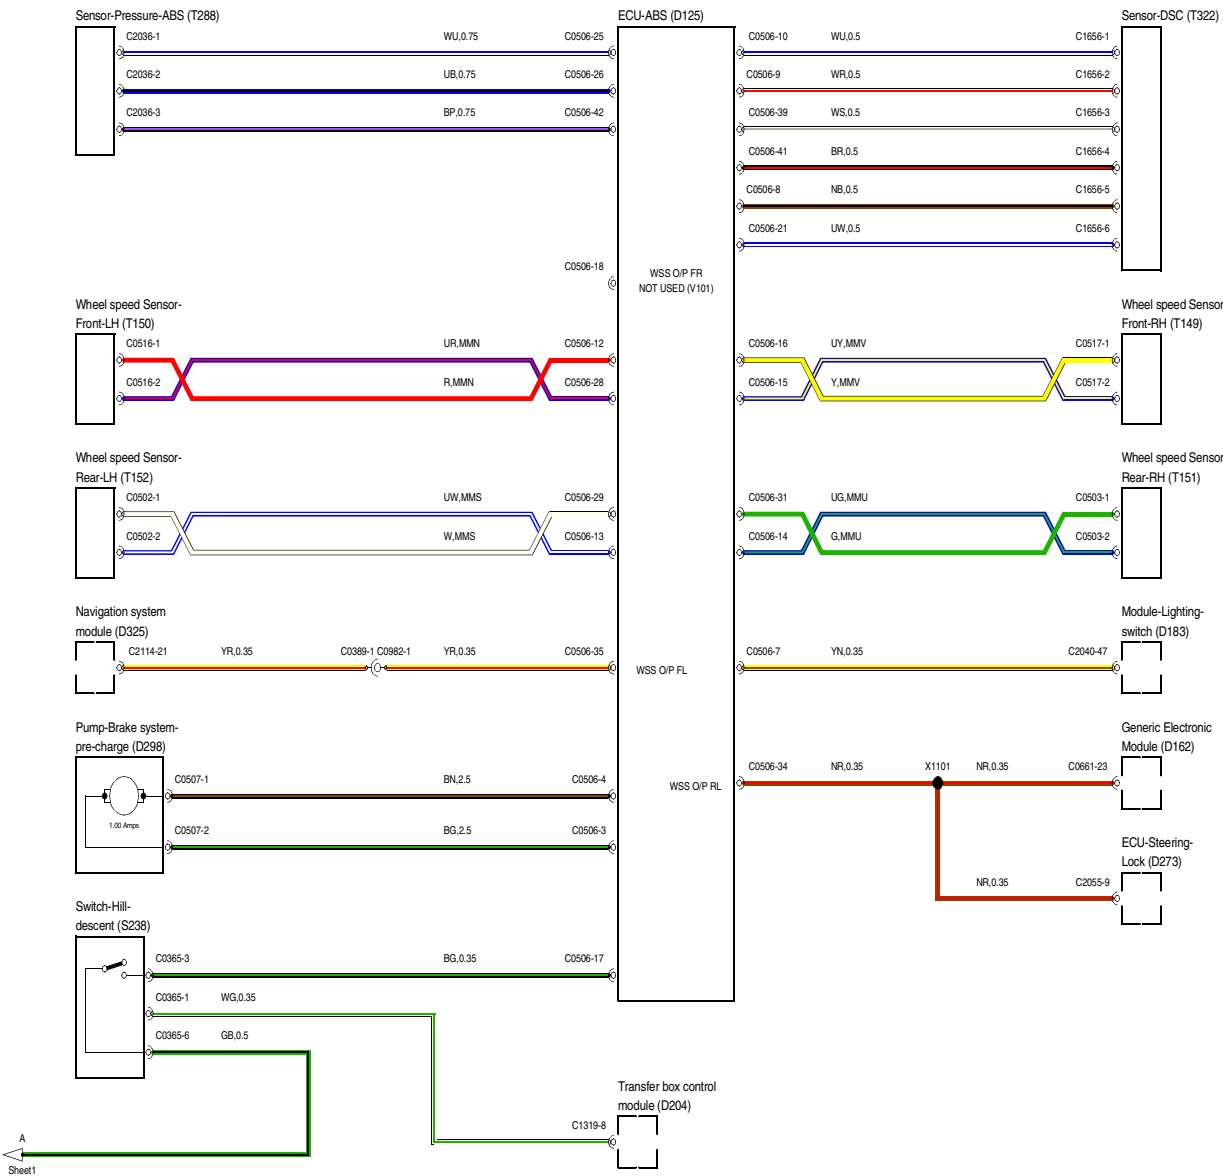 Sensor-Pressure-ABS (T288)
ECU-ABS (D125)
Sensor-DSC (T322)
C2036-1 WU,0.75 C0506-25
C0506-10 WU,0.5 C1656-1
C2036-2 UB,0.75 C0506-26
C0506-9 WR,0.5 C1656-2
C2036-3 BP,0.75 C0506-42
C0506-39 WS,0.5 C1656-3
C0506-41 BR,0.5 C1656-4
C0506-8 NB,0.5 C1656-5
C0506-21 UW,0.5 C1656-6
C0506-18
WSS O/P FR
NOT USED (V101)
Wheel speed Sensor-
Front-LH (T150)
Wheel speed Sensor
Front-RH (T149)
C0516-1 UR,MMN C0506-12
C0506-16 UY,MMV C0517-1
C0516-2 R,MMN C0506-28
C0506-15 Y,MMV C0517-2
Wheel speed Sensor-
Rear-LH (T152)
Wheel speed Sensor
Rear-RH (T151)
C0502-1 UW,MMS C0506-29
C0506-31 UG,MMU C0503-1
C0502-2 W,MMS C0506-13
C0506-14 G,MMU C0503-2
Navigation system
module (D325)
Module-Lighting-
switch (D183)
C2114-21 YR,0.35 C0389-1 C0982-1 YR,0.35 C0506-35
WSS O/P FL
C0506-7 YN,0.35 C2040-47
Pump-Brake system-
pre-charge (D298)
Generic Electronic
Module (D162)
C0507-1 BN,2.5 C0506-4
WSS O/P RL
C0506-34 NR,0.35 X1101 NR,0.35 C0661-23
1.00 Amps
C0507-2 BG,2.5 C0506-3
ECU-Steering-
Lock (D273)
NR,0.35 C2055-9
Switch-Hill-
descent (S238)
C0365-3 BG,0.35 C0506-17
C0365-1 WG,0.35
C0365-6 GB,0.5
Transfer box control
module (D204)
C1319-8
A
Sheet1